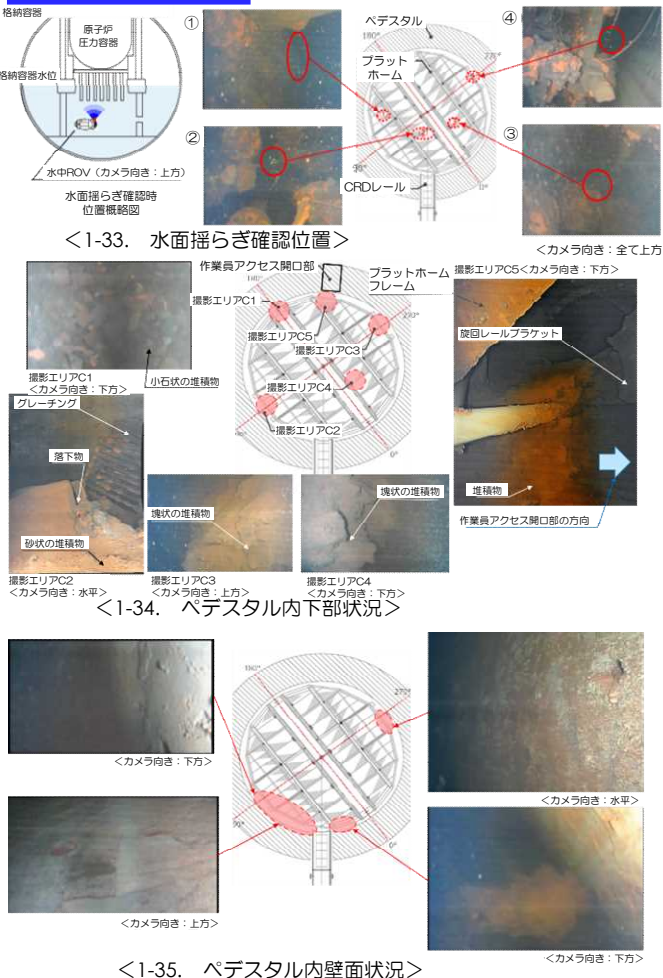 格納容器
原子炉
圧力容器
格納容器水位
水中ROV（カメラ向き：上方）
水面揺らぎ確認時
位置概略図
①
②
ペデスタル
180°
270°
プラット
ホーム
90°
0°
CRDレール
④
③
＜カメラ向き：全て上方
＜1-33． 水面揺らぎ確認位置＞
撮影エリアC1
＜カメラ向き：下方＞
小石状の堆積物
グレーチング
落下物
砂状の堆積物
撮影エリアC2
＜カメラ向き：水平＞
作業員アクセス開口部
180°
プラットホーム
フレーム
撮影エリアC1
270°
撮影エリアC5
撮影エリアC3
撮影エリアC4
撮影エリアC2
0°
塊状の堆積物
撮影エリアC3
＜カメラ向き：上方＞
塊状の堆積物
撮影エリアC4
＜カメラ向き：下方＞
撮影エリアC5＜カメラ向き：下方＞
旋回レールブラケット
堆積物
作業員アクセス開口部の方向
＜1-34． ペデスタル内下部状況＞
＜カメラ向き：下方＞
＜カメラ向き：上方＞
180°
270°
90°
0°
＜カメラ向き：水平＞
＜カメラ向き：下方＞
＜1-35． ペデスタル内壁面状況＞